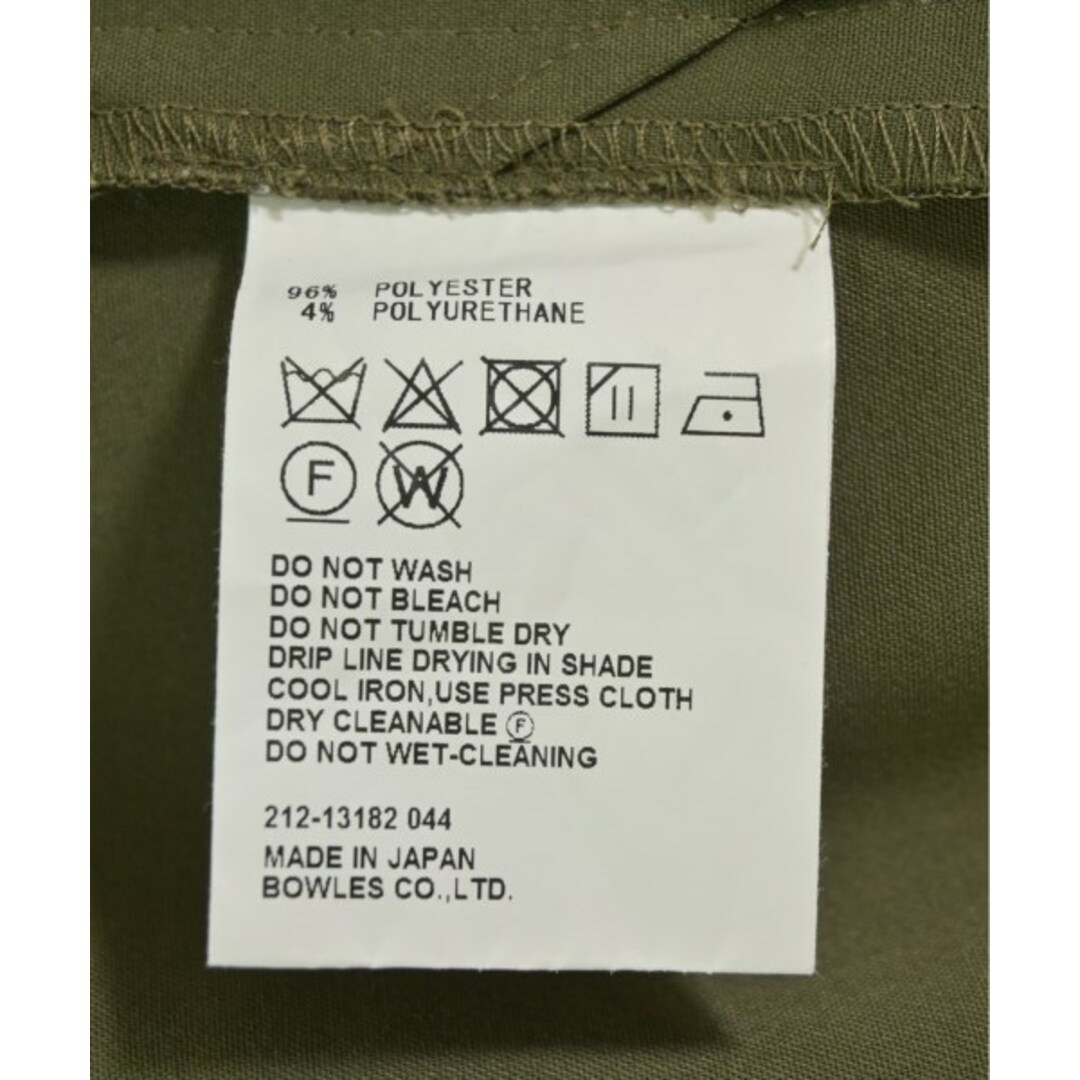 96% POLYESTER
4% POLYURETHANE
F W
DO NOT WASH
DO NOT BLEACH
DO NOT TUMBLE DRY
DRIP LINE DRYING IN SHADE
COOL IRON,USE PRESS CLOTH
DRY CLEANABLE Ⓕ
DO NOT WET-CLEANING
212-13182 044
MADE IN JAPAN
BOWLES CO.,LTD.